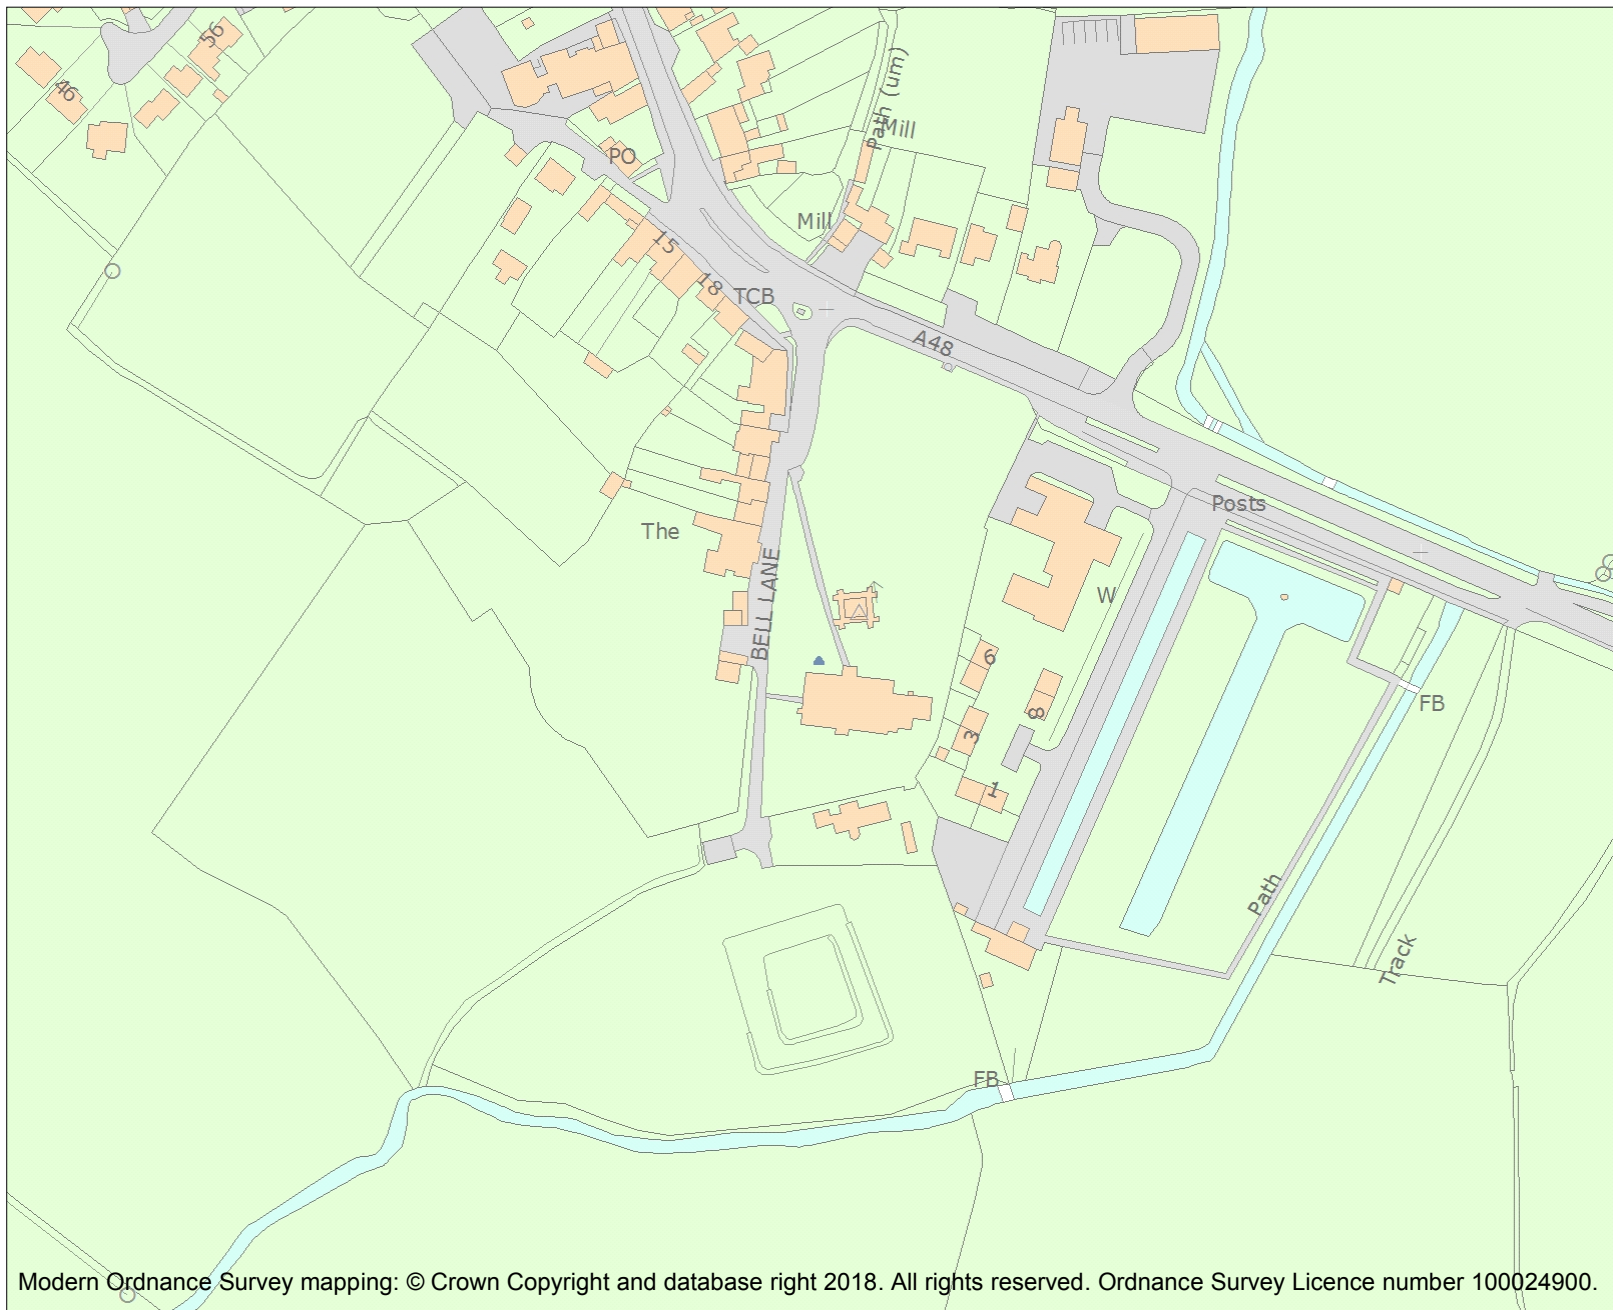 56
46
Path (um)
Mill
PO
Mill
15
18
TCB
A48
Posts
The
BELL LANE
W
6
8
3
1
FB
Path
Track
FB
Modern Ordnance Survey mapping: © Crown Copyright and database right 2018. All rights reserved. Ordnance Survey Licence number 100024900.